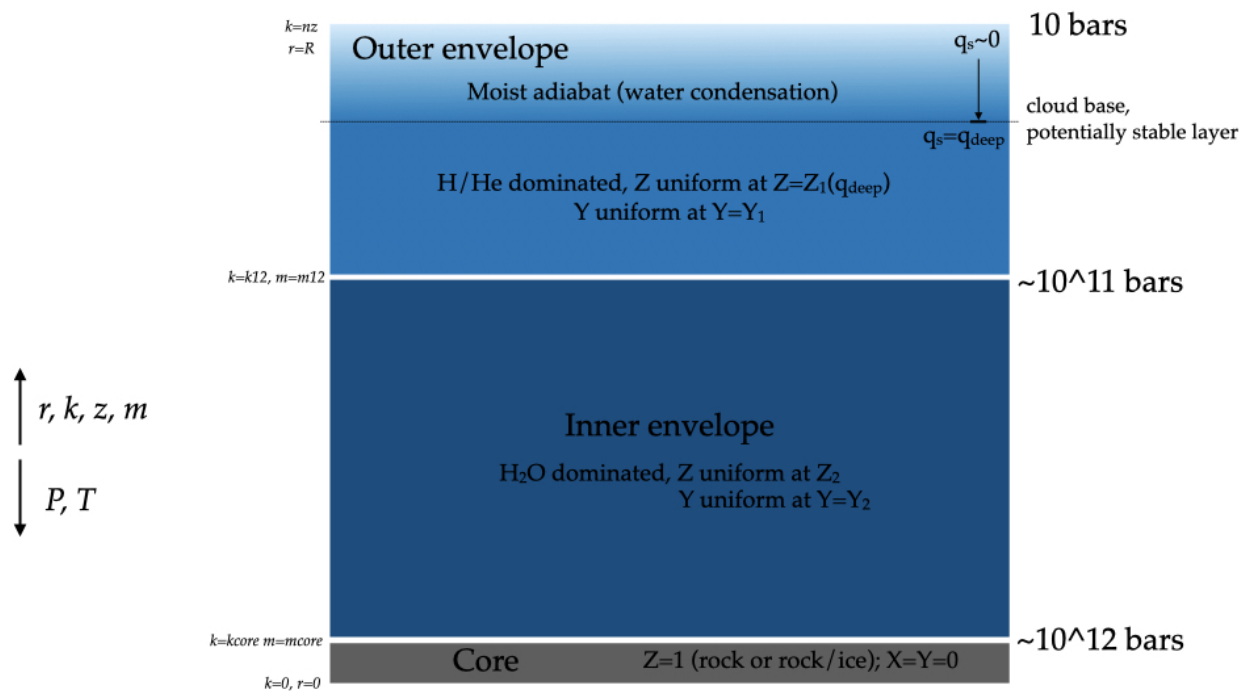 k=nz
r=R
Outer envelope
q_s~0
10 bars
Moist adiabat (water condensation)
cloud base,
potentially stable layer
q_s=q_deep
H/He dominated, Z uniform at Z=Z_1(q_deep)
Y uniform at Y=Y_1
k=k12, m=m12
~10^11 bars
r, k, z, m
P, T
Inner envelope
H_2O dominated, Z uniform at Z_2
Y uniform at Y=Y_2
k=kcore m=mcore
~10^12 bars
Core
Z=1 (rock or rock/ice); X=Y=0
k=0, r=0